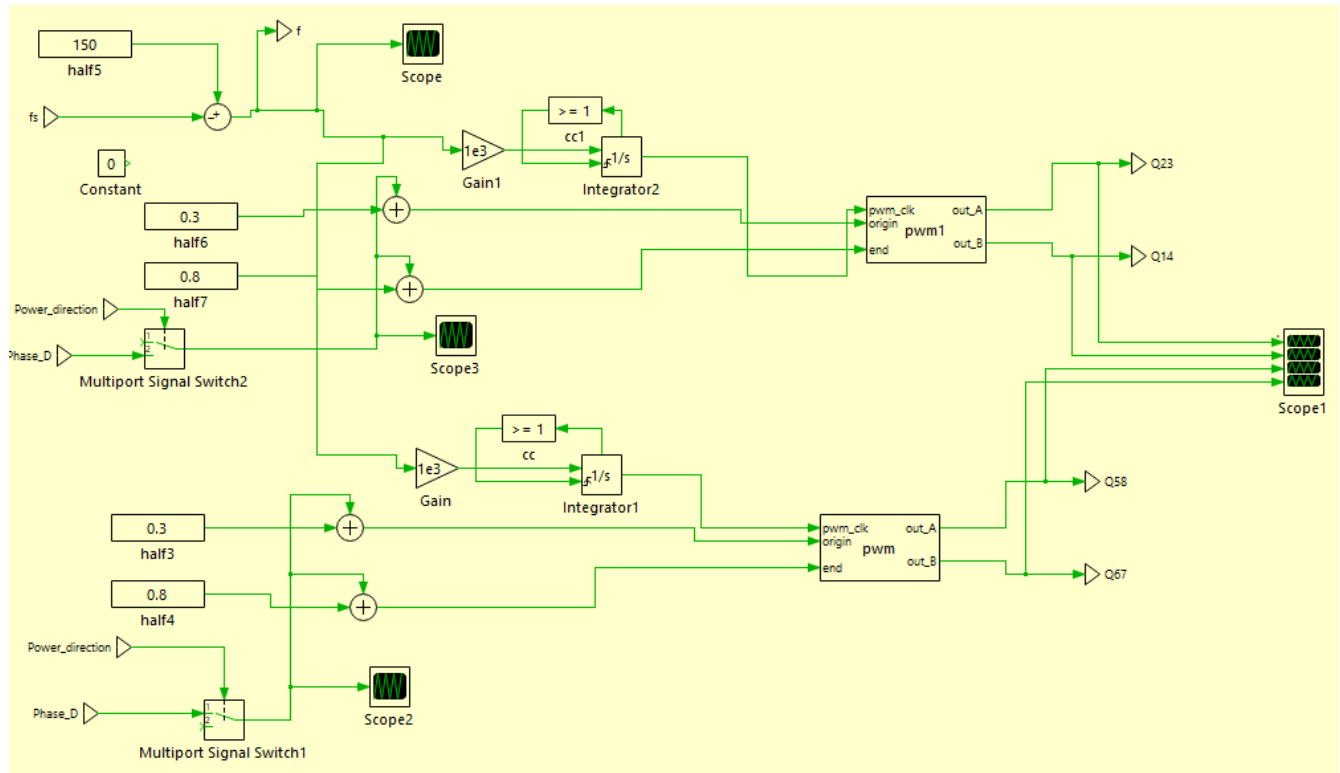 150
half5
f
Scope
fs
-+
0
Constant
1e3
Gain1
>= 1
cc1
1/s
Integrator2
0.3
half6
+
0.8
half7
+
pwm_clk
origin
end
pwm1
out_A
out_B
Q23
Q14
Power_direction
Phase_D
1
2
Multiport Signal Switch2
Scope3
Scope1
>= 1
cc
1e3
Gain
1/s
Integrator1
0.3
half3
+
0.8
half4
+
pwm_clk
origin
end
pwm
out_A
out_B
Q58
Q67
Power_direction
Phase_D
1
2
Multiport Signal Switch1
Scope2